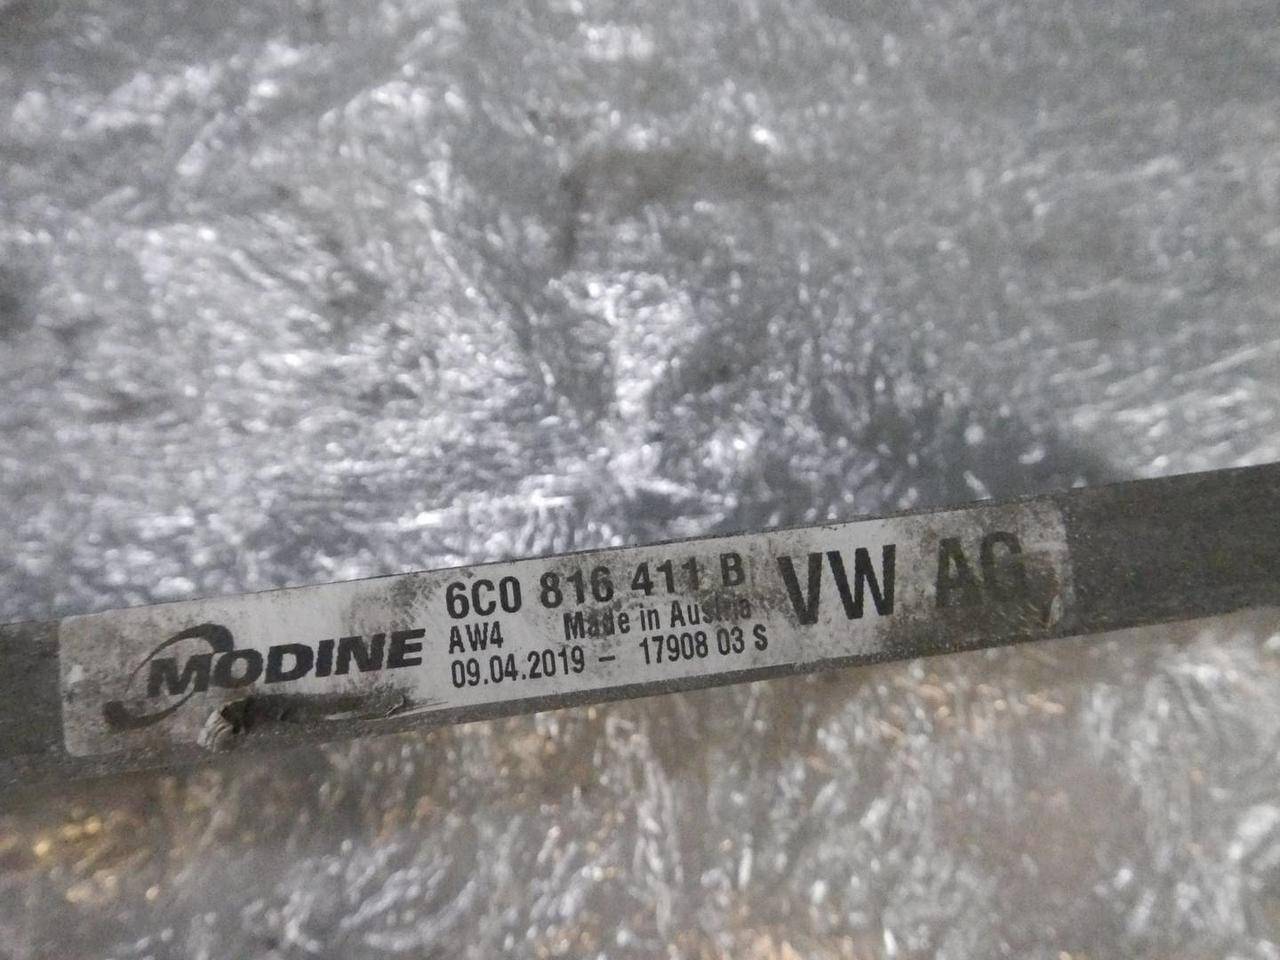 MODINE
6C0 816 411 B
AW4 Made in Austria
09.04.2019 - 17908 03 S
VW AG